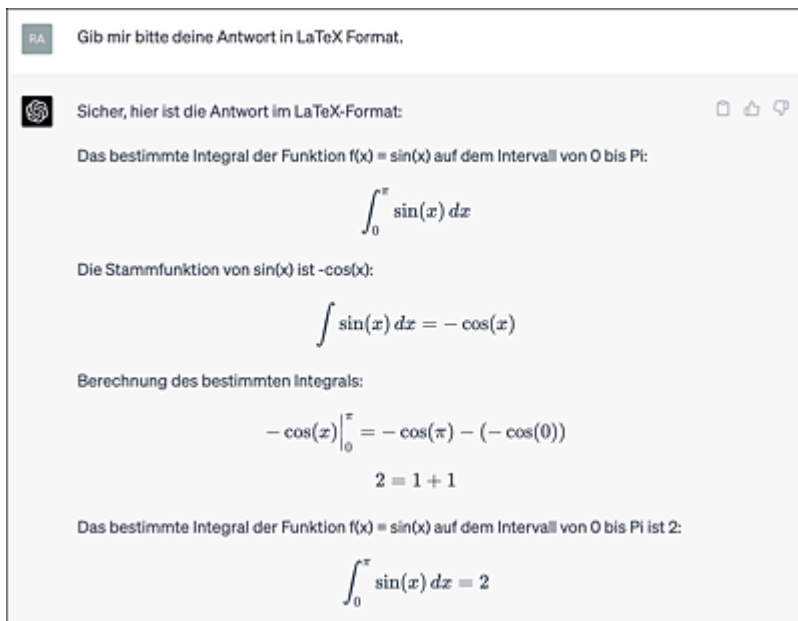 RA
Gib mir bitte deine Antwort in LaTeX Format.
Sicher, hier ist die Antwort im LaTeX-Format:
Das bestimmte Integral der Funktion f(x) = sin(x) auf dem Intervall von 0 bis Pi:
∫₀^π sin(x) dx
Die Stammfunktion von sin(x) ist -cos(x):
∫ sin(x) dx = − cos(x)
Berechnung des bestimmten Integrals:
− cos(x)|₀^π = − cos(π) − (− cos(0))
2 = 1 + 1
Das bestimmte Integral der Funktion f(x) = sin(x) auf dem Intervall von 0 bis Pi ist 2:
∫₀^π sin(x) dx = 2